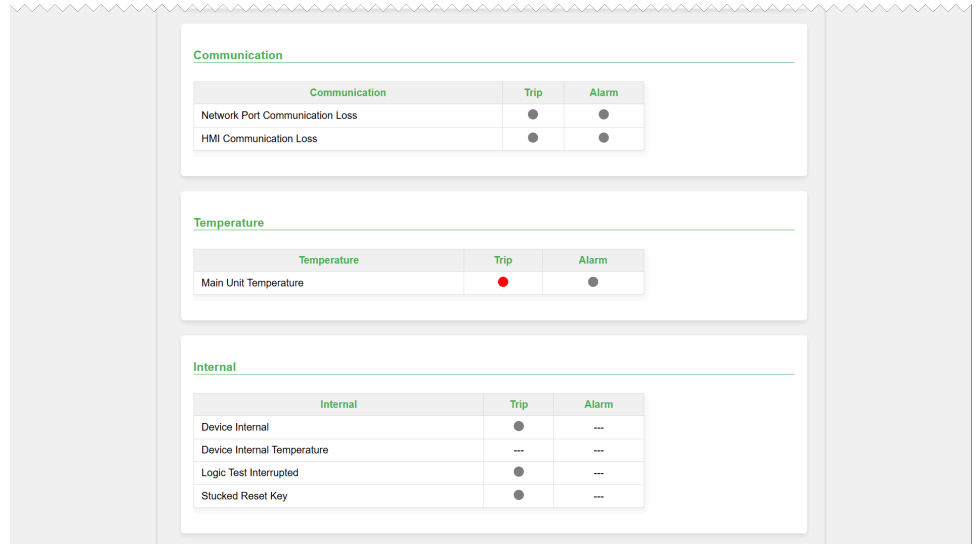 Communication
Communication Trip Alarm
Network Port Communication Loss
HMI Communication Loss
Temperature
Temperature Trip Alarm
Main Unit Temperature
Internal
Internal Trip Alarm
Device Internal ---
Device Internal Temperature --- ---
Logic Test Interrupted ---
Stucked Reset Key ---